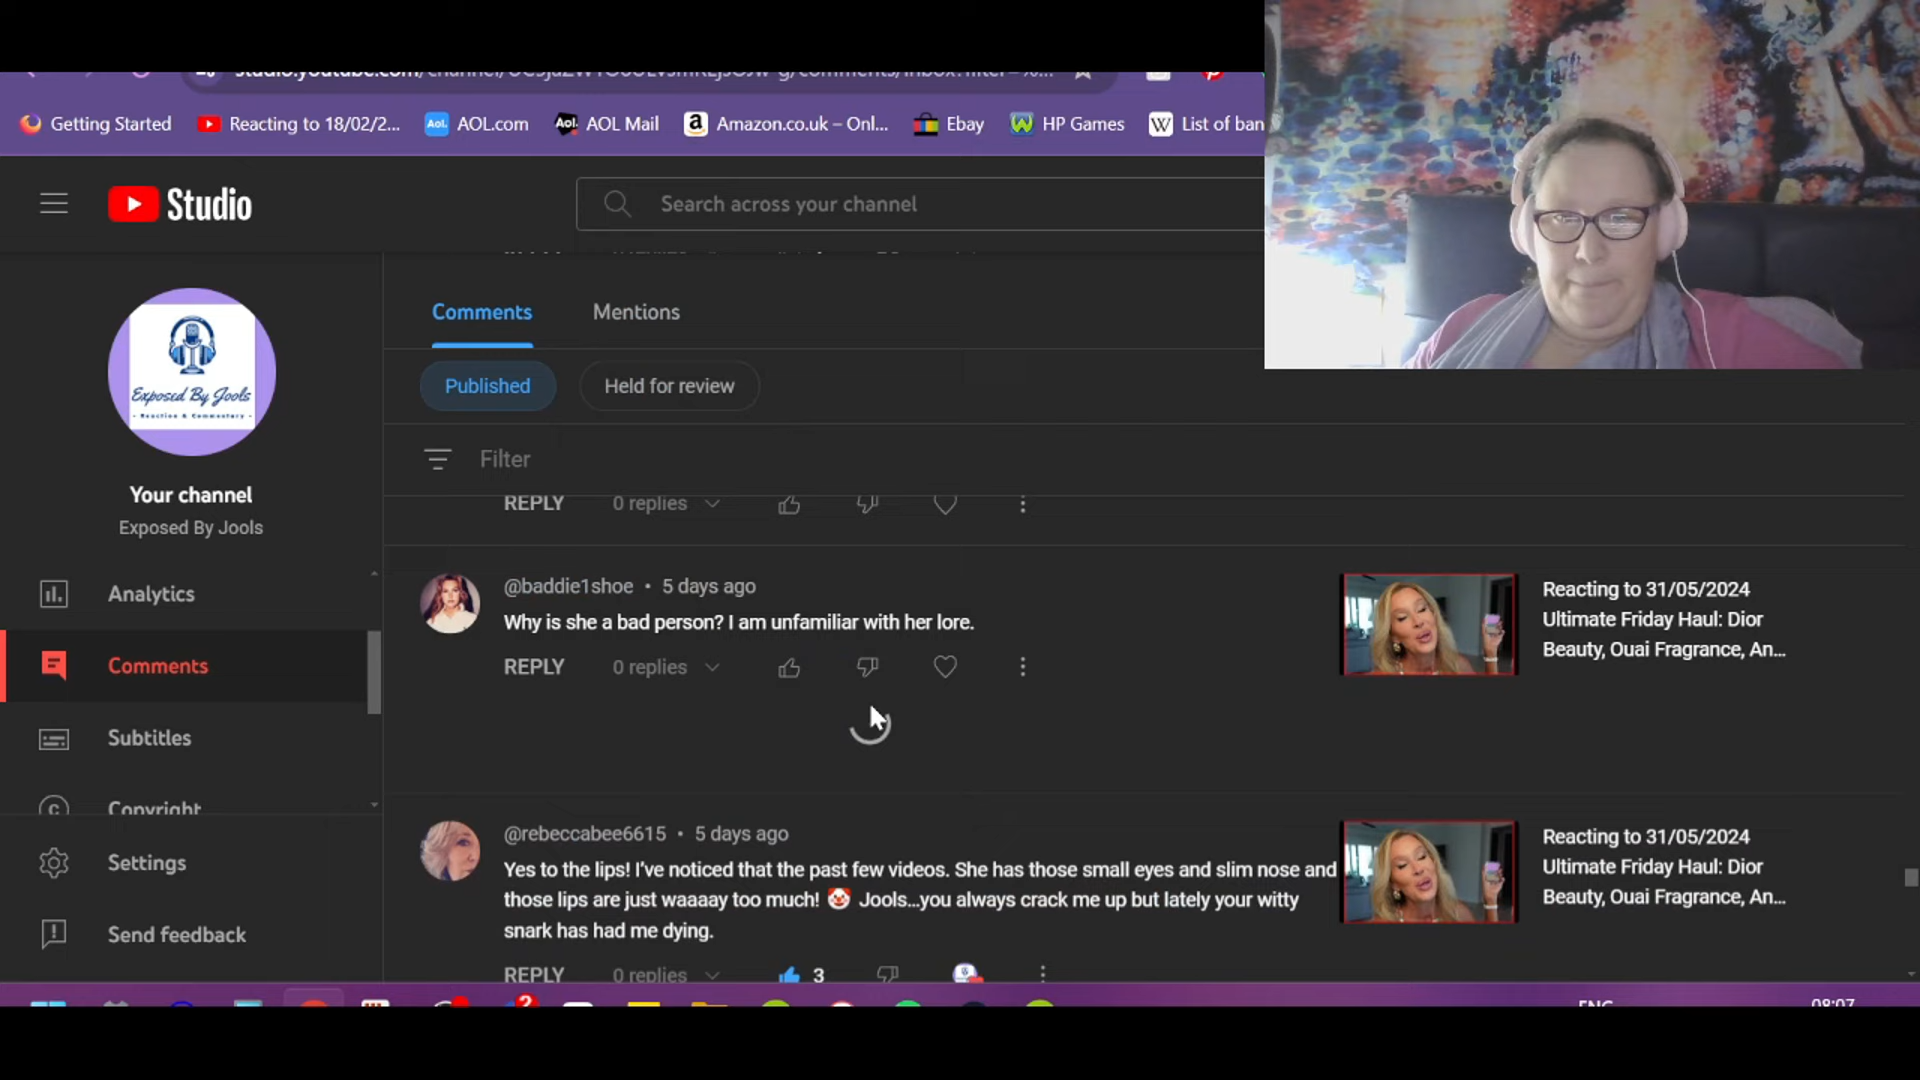 Getting Started
Reacting to 18/02/2...
Aol.
AOL.com
Aol.
AOL Mail
Amazon.co.uk – Onl...
Ebay
HP Games
W
List of ban
Studio
Search across your channel
Comments
Mentions
Published
Held for review
Filter
Exposed By Jools
- Reaction & Commentary -
Your channel
Exposed By Jools
Analytics
Comments
Subtitles
Copyright
Settings
Send feedback
REPLY 0 replies
@baddie1shoe • 5 days ago
Why is she a bad person? I am unfamiliar with her lore.
REPLY 0 replies
Reacting to 31/05/2024
Ultimate Friday Haul: Dior
Beauty, Ouai Fragrance, An...
@rebeccabee6615 • 5 days ago
Yes to the lips! I've noticed that the past few videos. She has those small eyes and slim nose and
those lips are just waaaay too much! 🤡 Jools...you always crack me up but lately your witty
snark has had me dying.
REPLY 0 replies 3
Reacting to 31/05/2024
Ultimate Friday Haul: Dior
Beauty, Ouai Fragrance, An...
ENG
08:07